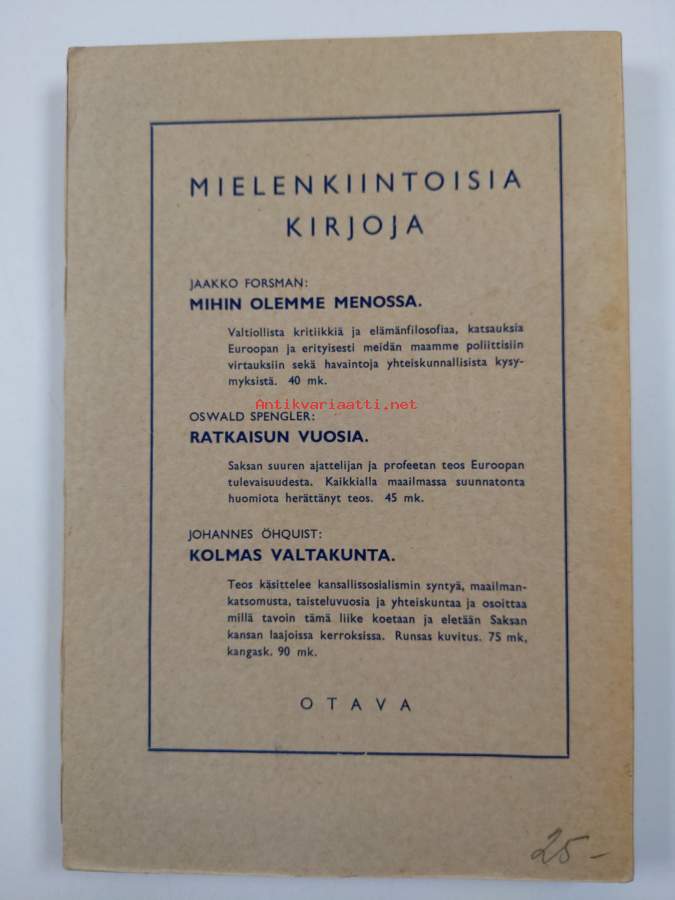 MIELENKIINTOISIA
KIRJOJA
JAAKKO FORSMAN:
MIHIN OLEMME MENOSSA.
Valtiollista kritiikkiä ja elämänfilosofiaa, katsauksia
Euroopan ja erityisesti meidän maamme poliittisiin
virtauksiin sekä havaintoja yhteiskunnallisista kysy-
myksistä. 40 mk.
Antikvariaatti.net
OSWALD SPENGLER:
RATKAISUN VUOSIA.
Saksan suuren ajattelijan ja profeetan teos Euroopan
tulevaisuudesta. Kaikkialla maailmassa suunnatonta
huomiota herättänyt teos. 45 mk.
JOHANNES ÖHQUIST:
KOLMAS VALTAKUNTA.
Teos käsittelee kansallissosialismin syntyä, maailman-
katsomusta, taisteluvuosia ja yhteiskuntaa ja osoittaa
millä tavoin tämä liike koetaan ja eletään Saksan
kansan laajoissa kerroksissa. Runsas kuvitus. 75 mk,
kangask. 90 mk.
OTAVA
25-